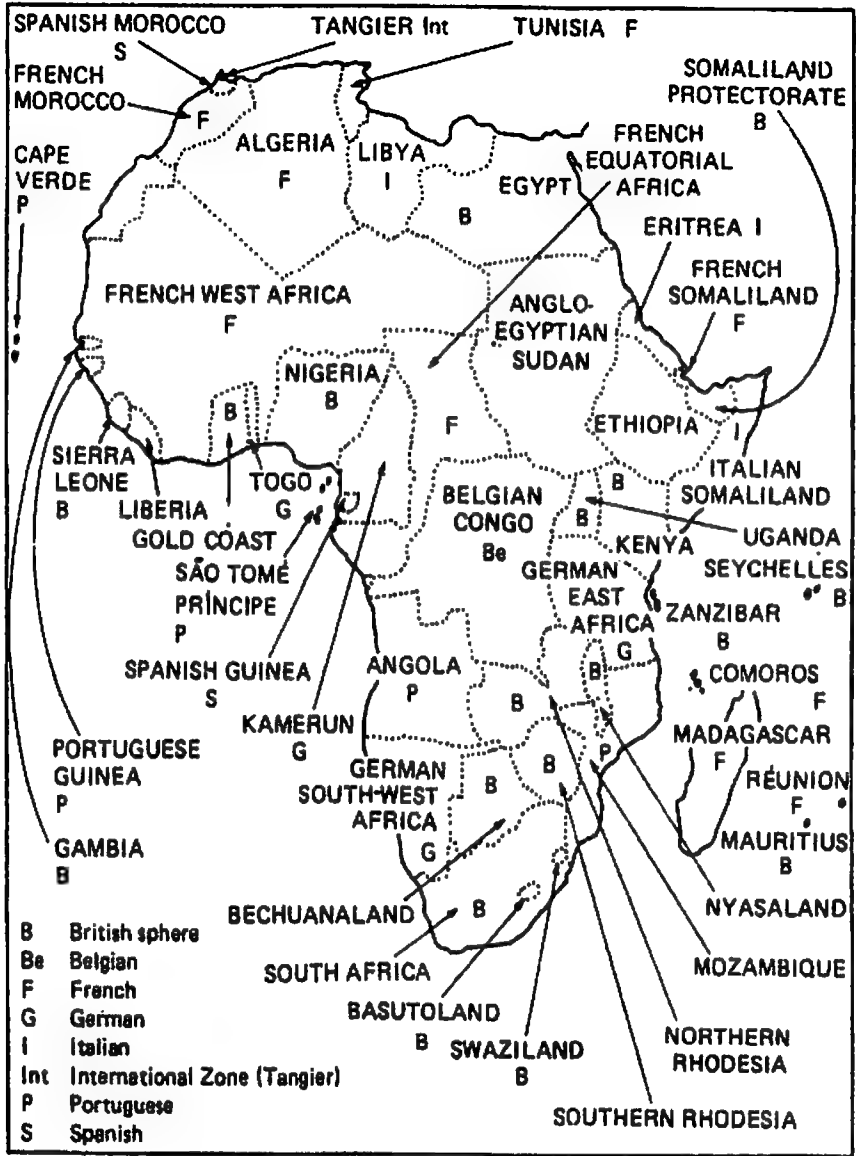 SPANISH MOROCCO
S
TANGIER Int
TUNISIA F
FRENCH
MOROCCO
F
SOMALILAND
PROTECTORATE
B
CAPE
VERDE
P
ALGERIA
F
LIBYA
I
FRENCH
EQUATORIAL
AFRICA
EGYPT
B
ERITREA I
FRENCH
SOMALILAND
F
FRENCH WEST AFRICA
F
ANGLO-
EGYPTIAN
SUDAN
NIGERIA
B
B
F
ETHIOPIA
I
SIERRA
LEONE
B
LIBERIA
TOGO
G
GOLD COAST
SÃO TOMÉ
PRÍNCIPE
P
BELGIAN
CONGO
Be
B
B
ITALIAN
SOMALILAND
UGANDA
KENYA
SEYCHELLES
B
GERMAN
EAST
AFRICA
G
ZANZIBAR
B
SPANISH GUINEA
S
ANGOLA
P
B
COMOROS
F
KAMERUN
G
B
PORTUGUESE
GUINEA
P
GERMAN
SOUTH-WEST
AFRICA
G
B
B
P
MADAGASCAR
F
RÉUNION
F
MAURITIUS
B
GAMBIA
B
BECHUANALAND
NYASALAND
B
SOUTH AFRICA
MOZAMBIQUE
BASUTOLAND
B
SWAZILAND
B
NORTHERN
RHODESIA
SOUTHERN RHODESIA
B British sphere
Be Belgian
F French
G German
I Italian
Int International Zone (Tangier)
P Portuguese
S Spanish